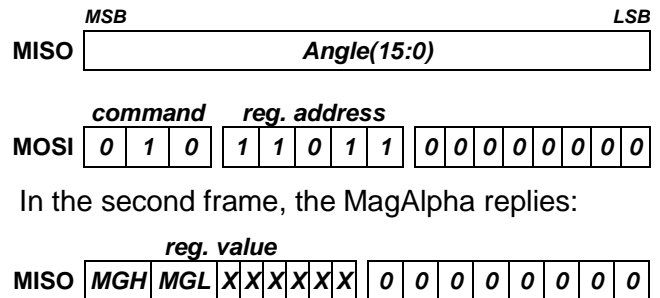 MSB LSB
MISO Angle(15:0)
command reg. address
MOSI 0 1 0 1 1 0 1 1 0 0 0 0 0 0 0 0
In the second frame, the MagAlpha replies:
reg. value
MISO MGH MGL X X X X X X 0 0 0 0 0 0 0 0